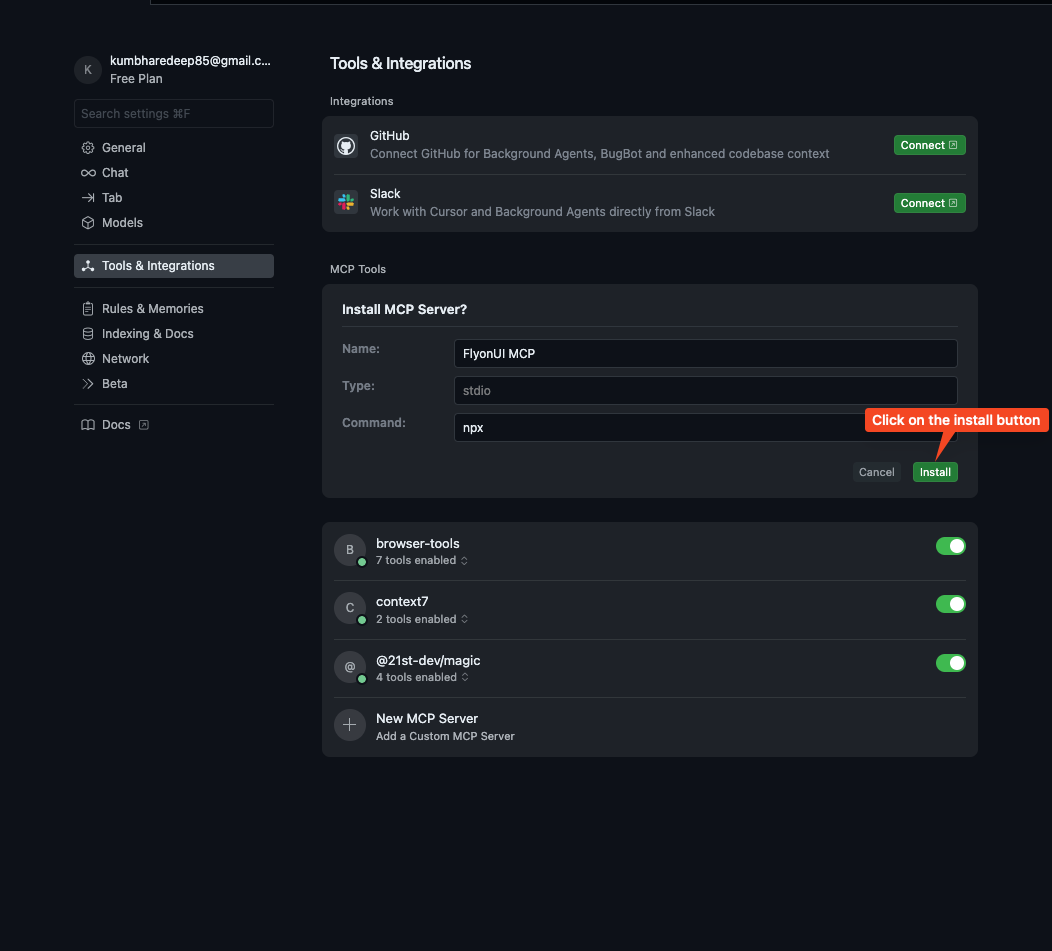 K
kumbharedeep85@gmail.c...
Free Plan
Search settings ⌘F
General
Chat
Tab
Models
Tools & Integrations
Rules & Memories
Indexing & Docs
Network
Beta
Docs
Tools & Integrations
Integrations
GitHub
Connect GitHub for Background Agents, BugBot and enhanced codebase context
Connect
Slack
Work with Cursor and Background Agents directly from Slack
Connect
MCP Tools
Install MCP Server?
Name:
FlyonUI MCP
Type:
stdio
Command:
npx
Click on the install button
Cancel
Install
B
browser-tools
7 tools enabled
C
context7
2 tools enabled
@
@21st-dev/magic
4 tools enabled
New MCP Server
Add a Custom MCP Server